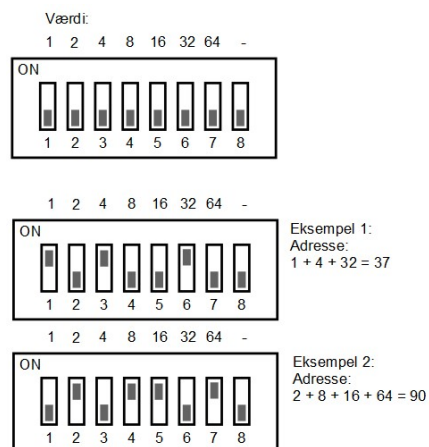 Værdi:
1 2 4 8 16 32 64 -
ON
1 2 3 4 5 6 7 8
1 2 4 8 16 32 64 -
ON
1 2 3 4 5 6 7 8
Eksempel 1:
Adresse:
1 + 4 + 32 = 37
1 2 4 8 16 32 64 -
ON
1 2 3 4 5 6 7 8
Eksempel 2:
Adresse:
2 + 8 + 16 + 64 = 90